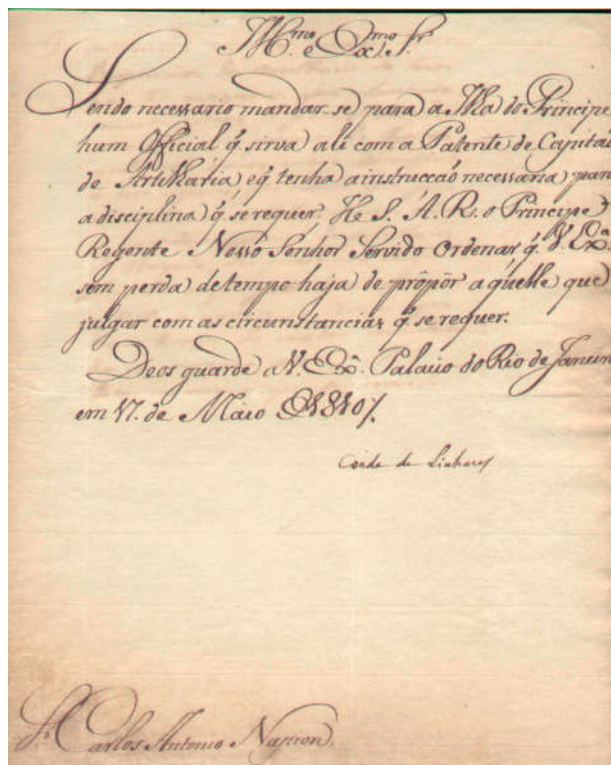 Ill.mo e Ex.mo Sr.
Sendo necessario mandar se para a Ilha do Principe
hum Official q̃ sirva ali com a Patente de Capitaõ
de Artilharia, e q̃ tenha a instrucçaõ necessaria para
a disciplina q̃ se requer: He S. A. R. o Principe
Regente Nosso Senhor Servido Ordenar, q̃ V. Ex.a
sem perda de tempo haja de propôr aquelle que
julgar com as circunstancias q̃ se requer.
Deos guarde a V. Ex.a Palacio do Rio de Janeiro
em 17. de Maio de 1810/.
Conde de Linhares
Sr. Carlos Antonio Napion.